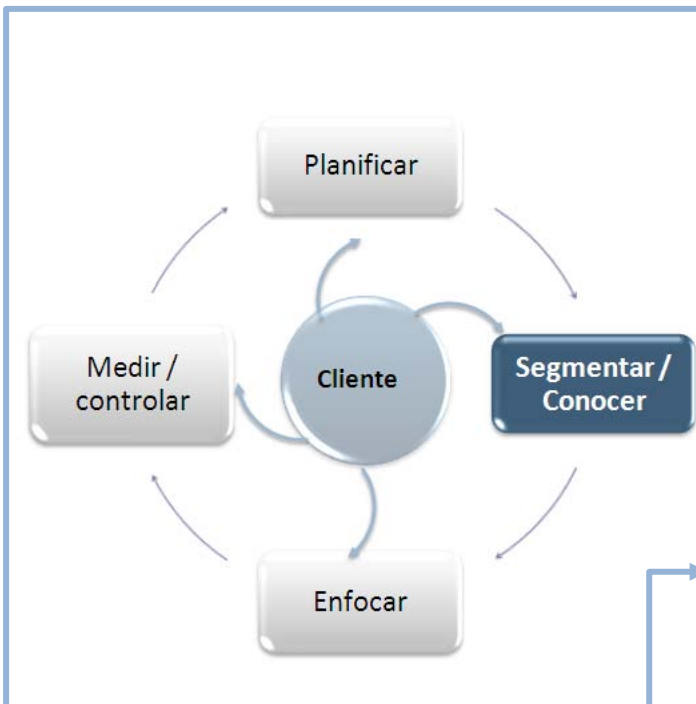 Planificar
Medir /
controlar
Cliente
Segmentar /
Conocer
Enfocar